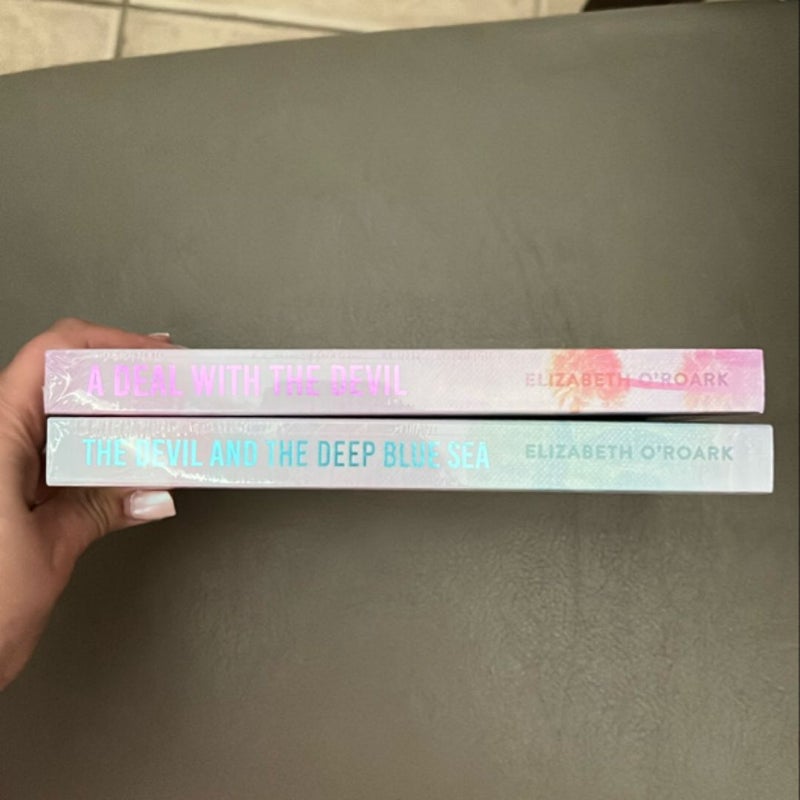 A DEAL WITH THE DEVIL ELIZABETH O'ROARK
THE DEVIL AND THE DEEP BLUE SEA ELIZABETH O'ROARK